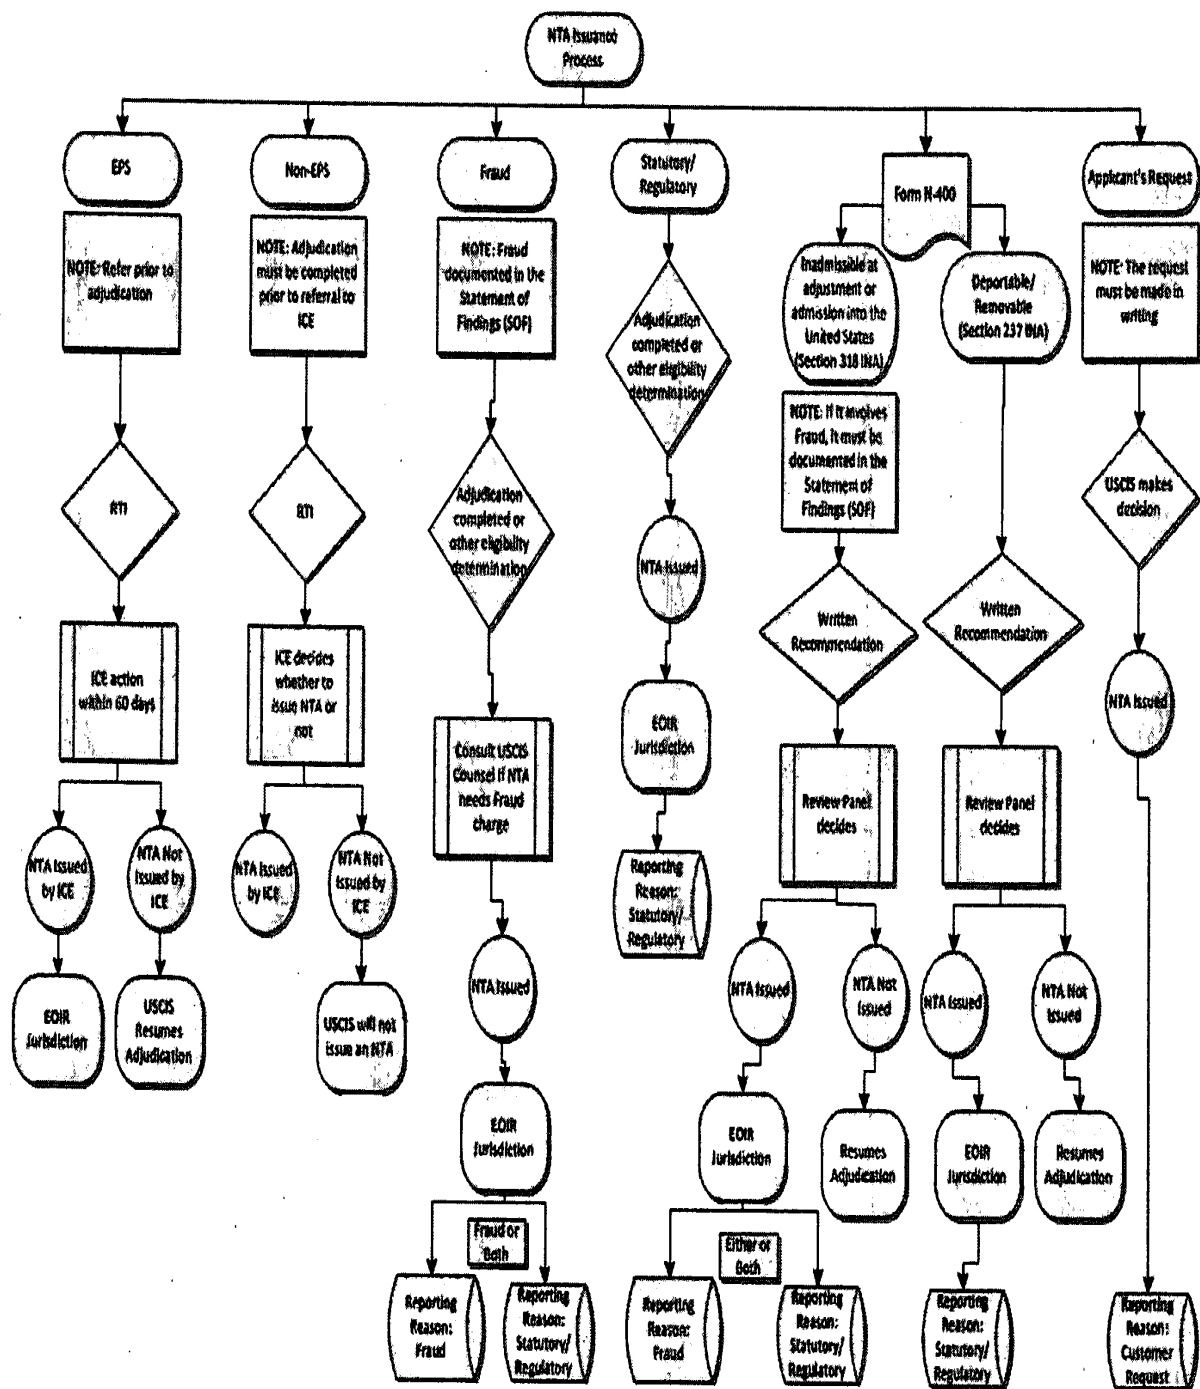 NTA Issuance
Process
EPS
NOTE: Refer prior to
adjudication
RTI
ICE action
within 60 days
NTA Issued
by ICE
NTA Not
Issued by
ICE
EOIR
Jurisdiction
USCIS
Resumes
Adjudication
Non-EPS
NOTE: Adjudication
must be completed
prior to referral to
ICE
RTI
ICE decides
whether to
issue NTA or
not
NTA Issued
by ICE
NTA Not
Issued by
ICE
USCIS will not
issue an NTA
Fraud
NOTE: Fraud
documented in the
Statement of
Findings (SOF)
Adjudication
completed or
other eligibility
determination
Consult USCIS
Counsel if NTA
needs Fraud
charge
NTA Issued
EOIR
Jurisdiction
Fraud or
Both
Reporting
Reason:
Fraud
Reporting
Reason:
Statutory/
Regulatory
Statutory/
Regulatory
Adjudication
completed or
other eligibility
determination
NTA Issued
EOIR
Jurisdiction
Reporting
Reason:
Statutory/
Regulatory
Form N-400
Inadmissible at
adjustment or
admission into the
United States
(Section 318 INA)
NOTE: If it involves
Fraud, it must be
documented in the
Statement of
Findings (SOF)
Written
Recommendation
Review Panel
decides
NTA Issued
NTA Not
Issued
EOIR
Jurisdiction
Resumes
Adjudication
Either or
Both
Reporting
Reason:
Fraud
Reporting
Reason:
Statutory/
Regulatory
Deportable/
Removable
(Section 237 INA)
Written
Recommendation
Review Panel
decides
NTA Issued
NTA Not
Issued
EOIR
Jurisdiction
Resumes
Adjudication
Reporting
Reason:
Statutory/
Regulatory
Applicant's Request
NOTE: The request
must be made in
writing
USCIS makes
decision
NTA Issued
Reporting
Reason:
Customer
Request